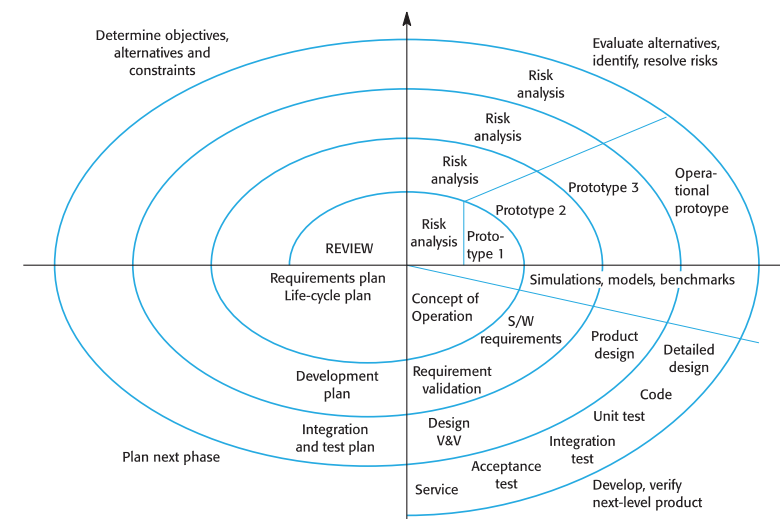 Determine objectives,
alternatives and
constraints
Evaluate alternatives,
identify, resolve risks
Risk
analysis
Risk
analysis
Risk
analysis
Opera-
tional
protoype
Prototype 3
Prototype 2
Risk
analysis
Proto-
type 1
REVIEW
Requirements plan
Life-cycle plan
Simulations, models, benchmarks
Concept of
Operation
S/W
requirements
Product
design
Detailed
design
Development
plan
Requirement
validation
Code
Unit test
Integration
and test plan
Design
V&V
Integration
test
Plan next phase
Acceptance
test
Service
Develop, verify
next-level product